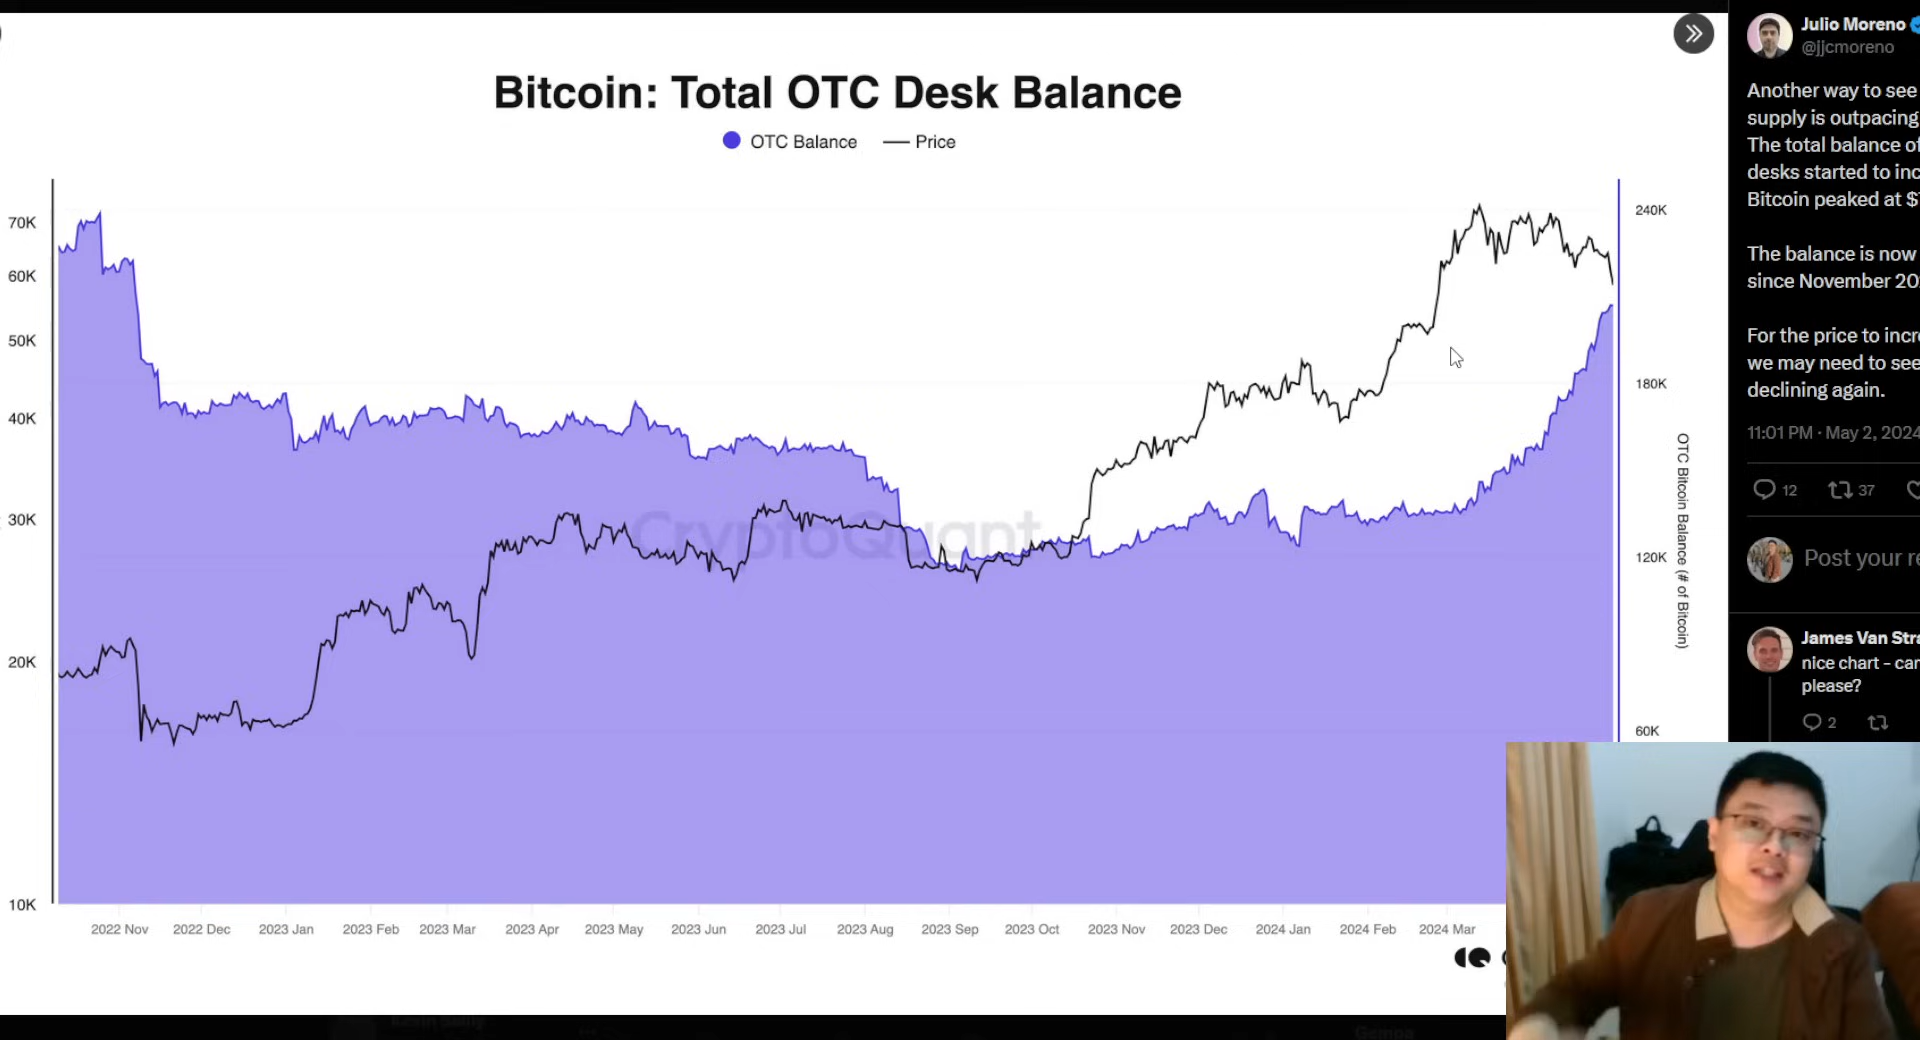 Bitcoin: Total OTC Desk Balance
OTC Balance Price
70K
60K
50K
40K
30K
20K
10K
240K
180K
120K
60K
OTC Bitcoin Balance (# of Bitcoin)
CryptoQuant
2022 Nov 2022 Dec 2023 Jan 2023 Feb 2023 Mar 2023 Apr 2023 May 2023 Jun 2023 Jul 2023 Aug 2023 Sep 2023 Oct 2023 Nov 2023 Dec 2024 Jan 2024 Feb 2024 Mar
Julio Moreno
@jjcmoreno
Another way to see
supply is outpacing
The total balance of
desks started to inc
Bitcoin peaked at $
The balance is now
since November 20
For the price to incre
we may need to see
declining again.
11:01 PM · May 2, 2024
12 37
Post your re
James Van Stra
nice chart - can
please?
2